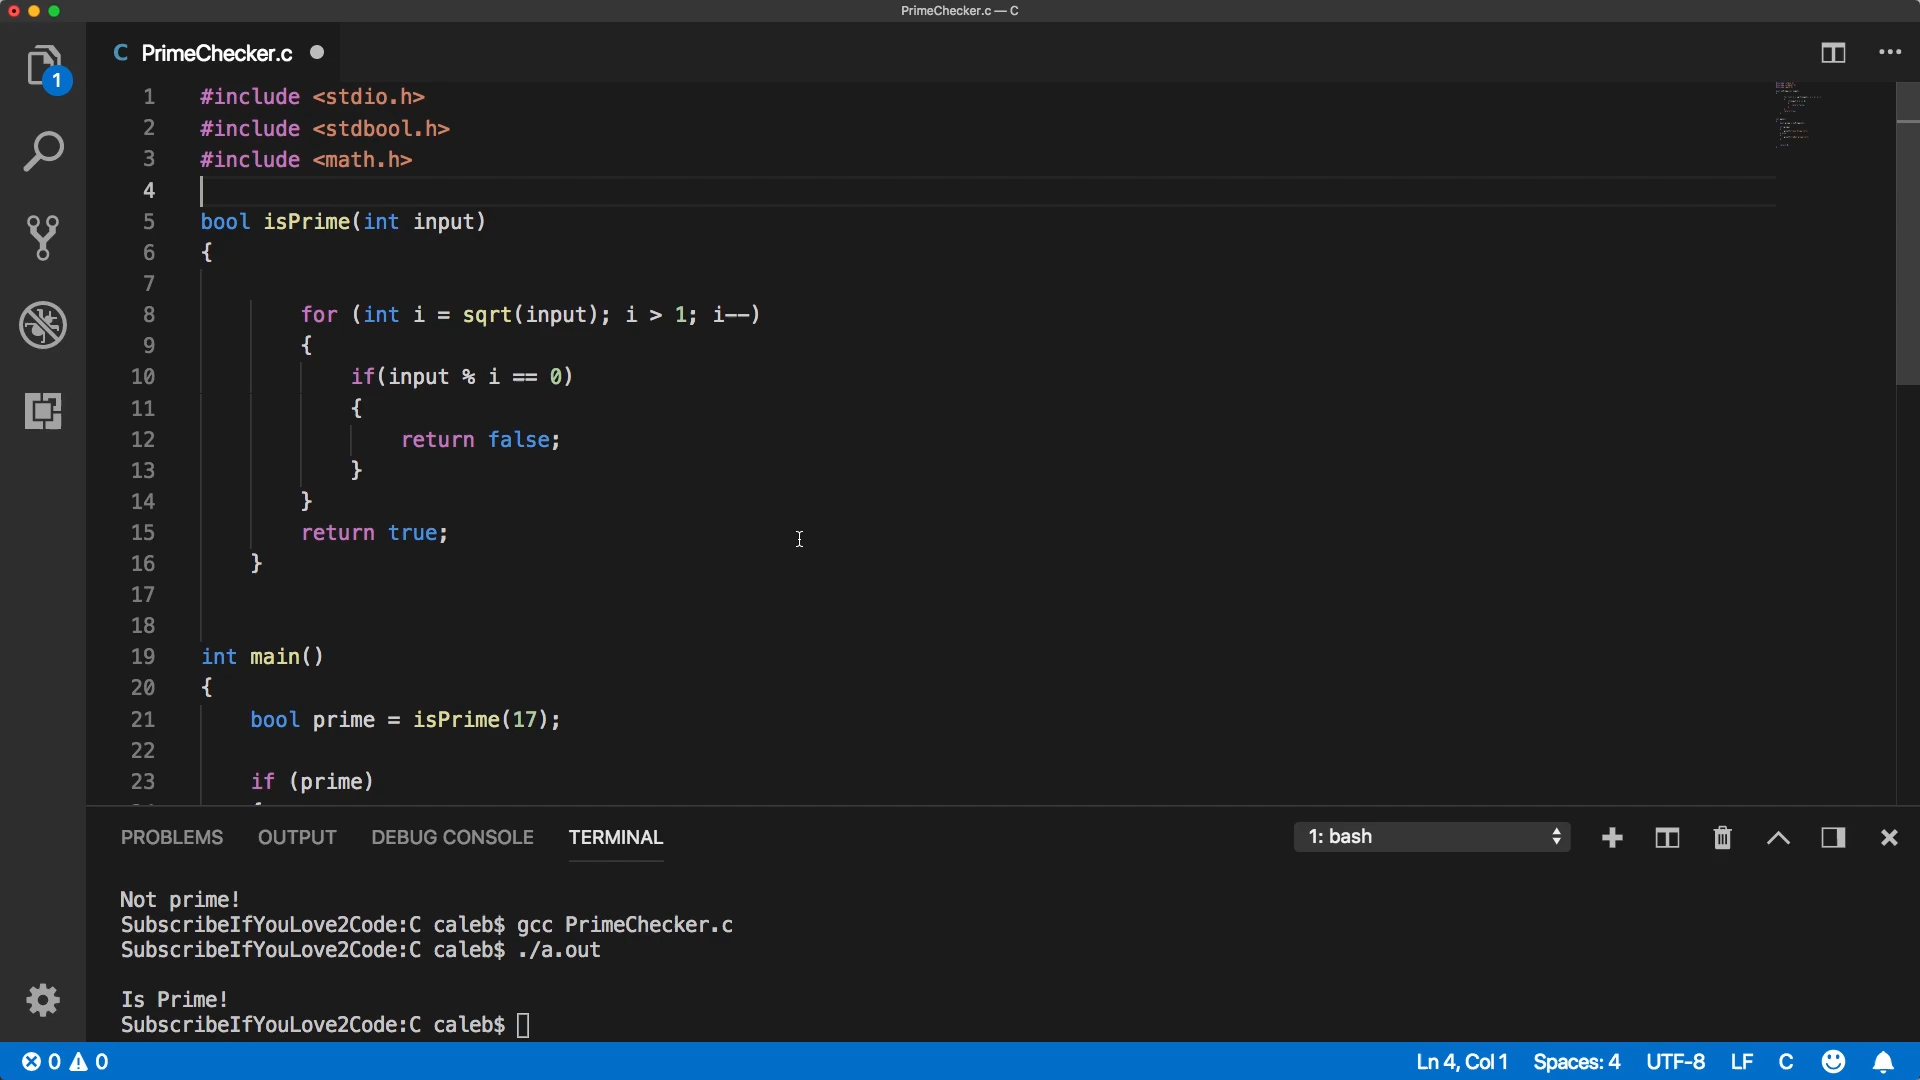 PrimeChecker.c — C
C PrimeChecker.c
1
1 #include <stdio.h>
2 #include <stdbool.h>
3 #include <math.h>
4
5 bool isPrime(int input)
6 {
7
8 for (int i = sqrt(input); i > 1; i--)
9 {
10 if(input % i == 0)
11 {
12 return false;
13 }
14 }
15 return true;
16 }
17
18
19 int main()
20 {
21 bool prime = isPrime(17);
22
23 if (prime)
PROBLEMS OUTPUT DEBUG CONSOLE TERMINAL 1: bash
Not prime!
SubscribeIfYouLove2Code:C caleb$ gcc PrimeChecker.c
SubscribeIfYouLove2Code:C caleb$ ./a.out
Is Prime!
SubscribeIfYouLove2Code:C caleb$
0 0 Ln 4, Col 1 Spaces: 4 UTF-8 LF C